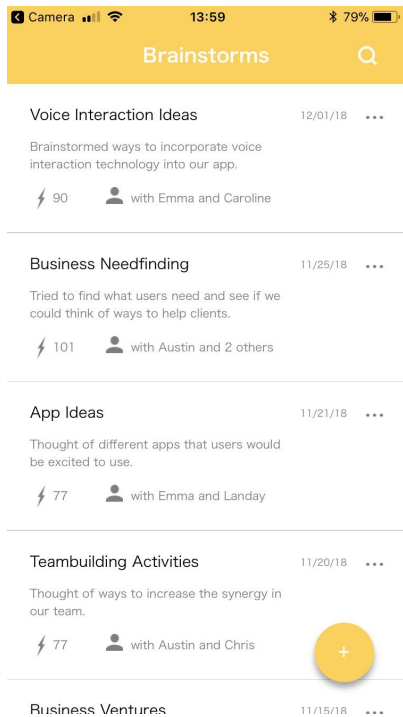 Camera 13:59 79%
Brainstorms
Voice Interaction Ideas 12/01/18 •••
Brainstormed ways to incorporate voice
interaction technology into our app.
90 with Emma and Caroline
Business Needfinding 11/25/18 •••
Tried to find what users need and see if we
could think of ways to help clients.
101 with Austin and 2 others
App Ideas 11/21/18 •••
Thought of different apps that users would
be excited to use.
77 with Emma and Landay
Teambuilding Activities 11/20/18 •••
Thought of ways to increase the synergy in
our team.
77 with Austin and Chris
+
Business Ventures 11/15/18 •••